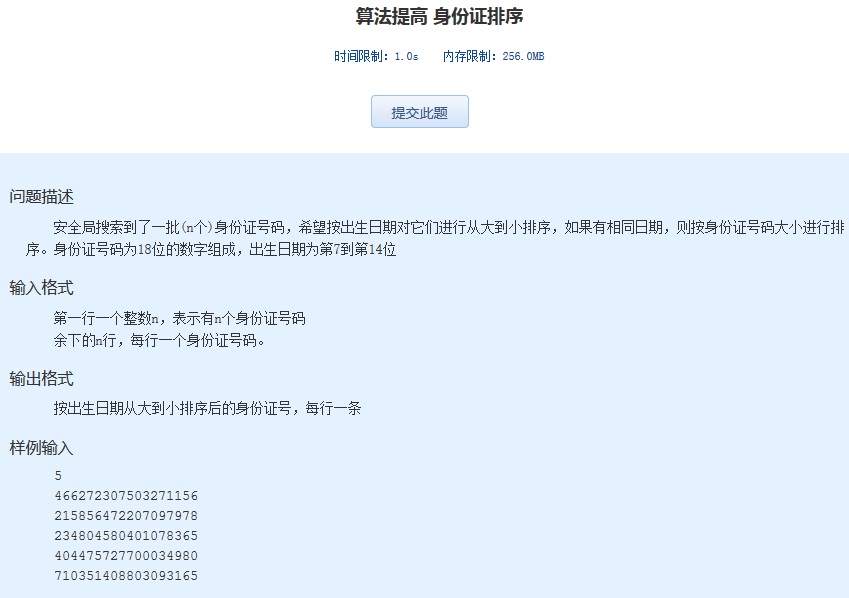 算法提高 身份证排序
时间限制：1.0s 内存限制：256.0MB
提交此题
问题描述
安全局搜索到了一批(n个)身份证号码，希望按出生日期对它们进行从大到小排序，如果有相同日期，则按身份证号码大小进行排
序。身份证号码为18位的数字组成，出生日期为第7到第14位
输入格式
第一行一个整数n，表示有n个身份证号码
余下的n行，每行一个身份证号码。
输出格式
按出生日期从大到小排序后的身份证号，每行一条
样例输入
5
466272307503271156
215856472207097978
234804580401078365
404475727700034980
710351408803093165